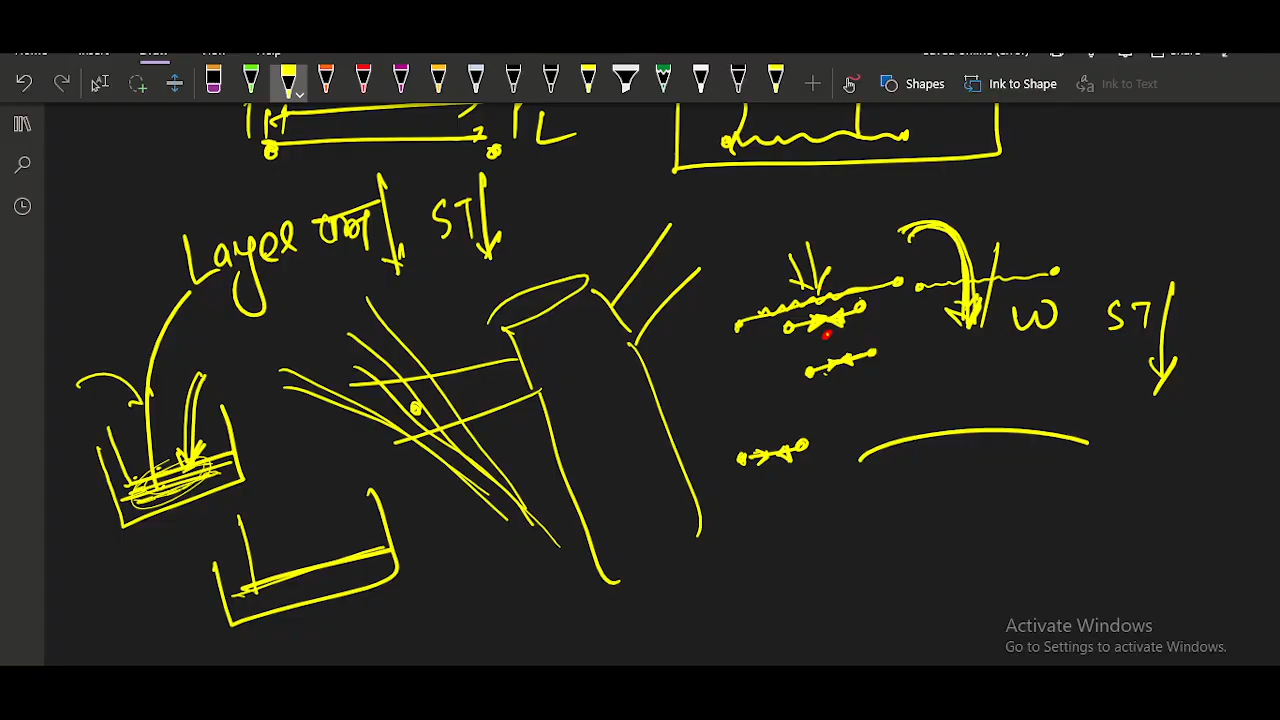 Shapes
Ink to Shape
Ink to Text
L
Layer ST
W ST
Activate Windows
Go to Settings to activate Windows.